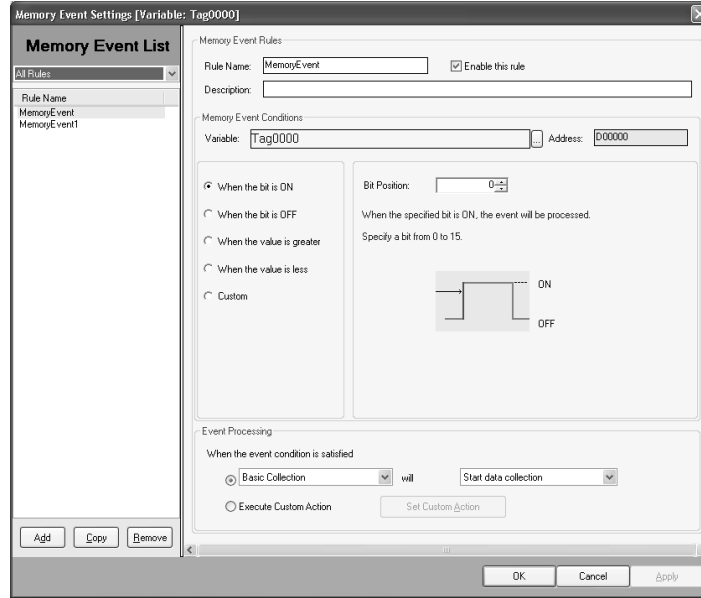 Memory Event Settings [Variable: Tag0000]
Memory Event List
All Rules
Rule Name
MemoryEvent
MemoryEvent1
Add Copy Remove
Memory Event Rules
Rule Name: MemoryEvent Enable this rule
Description:
Memory Event Conditions
Variable: Tag0000 ... Address: D00000
When the bit is ON
When the bit is OFF
When the value is greater
When the value is less
Custom
Bit Position: 0
When the specified bit is ON, the event will be processed.
Specify a bit from 0 to 15.
ON
OFF
Event Processing
When the event condition is satisfied
Basic Collection will Start data collection
Execute Custom Action Set Custom Action
OK Cancel Apply